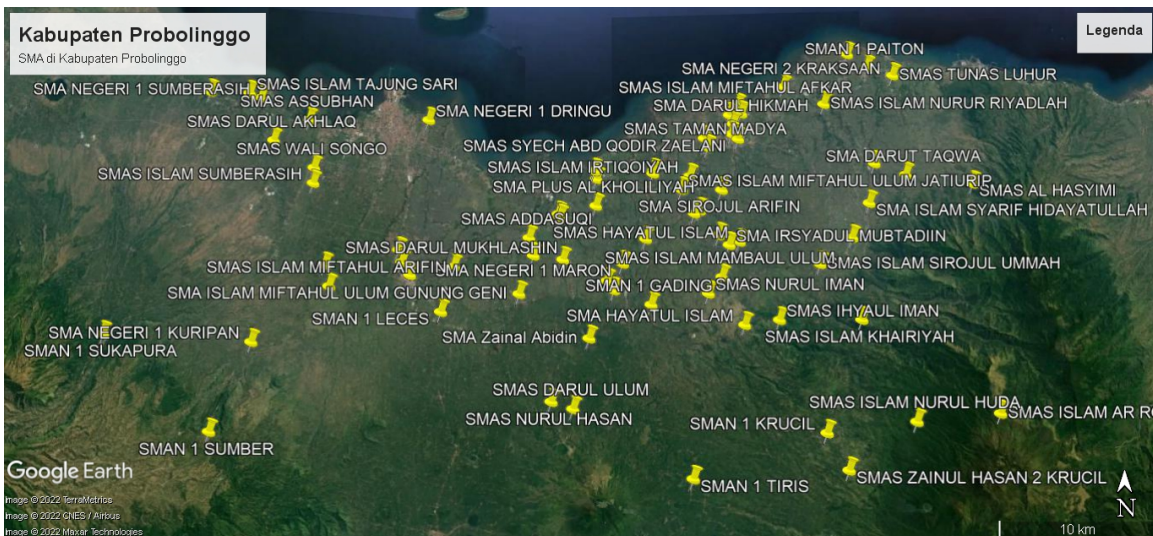 Kabupaten Probolinggo
SMA di Kabupaten Probolinggo
Legenda
SMAN 1 PAITON
SMA NEGERI 2 KRAKSAAN
SMAS TUNAS LUHUR
SMA NEGERI 1 SUMBERASIH
SMAS ISLAM TAJUNG SARI
SMAS ISLAM MIFTAHUL AFKAR
SMAS ASSUBHAN
SMA NEGERI 1 DRINGU
SMA DARUL HIKMAH
SMAS ISLAM NURUR RIYADLAH
SMAS DARUL AKHLAQ
SMAS TAMAN MADYA
SMAS WALI SONGO
SMAS SYECH ABD QODIR ZAELANI
SMA DARUT TAQWA
SMAS ISLAM SUMBERASIH
SMAS ISLAM IRTIQOIYAH
SMAS ISLAM MIFTAHUL ULUM JATIURIP
SMA PLUS AL KHOLILIYAH
SMAS AL HASYIMI
SMA SIROJUL ARIFIN
SMA ISLAM SYARIF HIDAYATULLAH
SMAS ADDASUQI
SMAS HAYATUL ISLAM
SMA IRSYADUL MUBTADIIN
SMAS DARUL MUKHLASHIN
SMAS ISLAM MAMBAUL ULUM
SMAS ISLAM SIROJUL UMMAH
SMAS ISLAM MIFTAHUL ARIFIN
SMA NEGERI 1 MARON
SMAN 1 GADING
SMAS NURUL IMAN
SMA ISLAM MIFTAHUL ULUM GUNUNG GENI
SMAN 1 LECES
SMA HAYATUL ISLAM
SMAS IHYAUL IMAN
SMA NEGERI 1 KURIPAN
SMA Zainal Abidin
SMAS ISLAM KHAIRIYAH
SMAN 1 SUKAPURA
SMAS DARUL ULUM
SMAS NURUL HASAN
SMAS ISLAM NURUL HUDA
SMAS ISLAM AR RO
SMAN 1 KRUCIL
SMAN 1 SUMBER
SMAN 1 TIRIS
SMAS ZAINUL HASAN 2 KRUCIL
Google Earth
Image © 2022 TerraMetrics
Image © 2022 CNES / Airbus
Image © 2022 Maxar Technologies
N
10 km